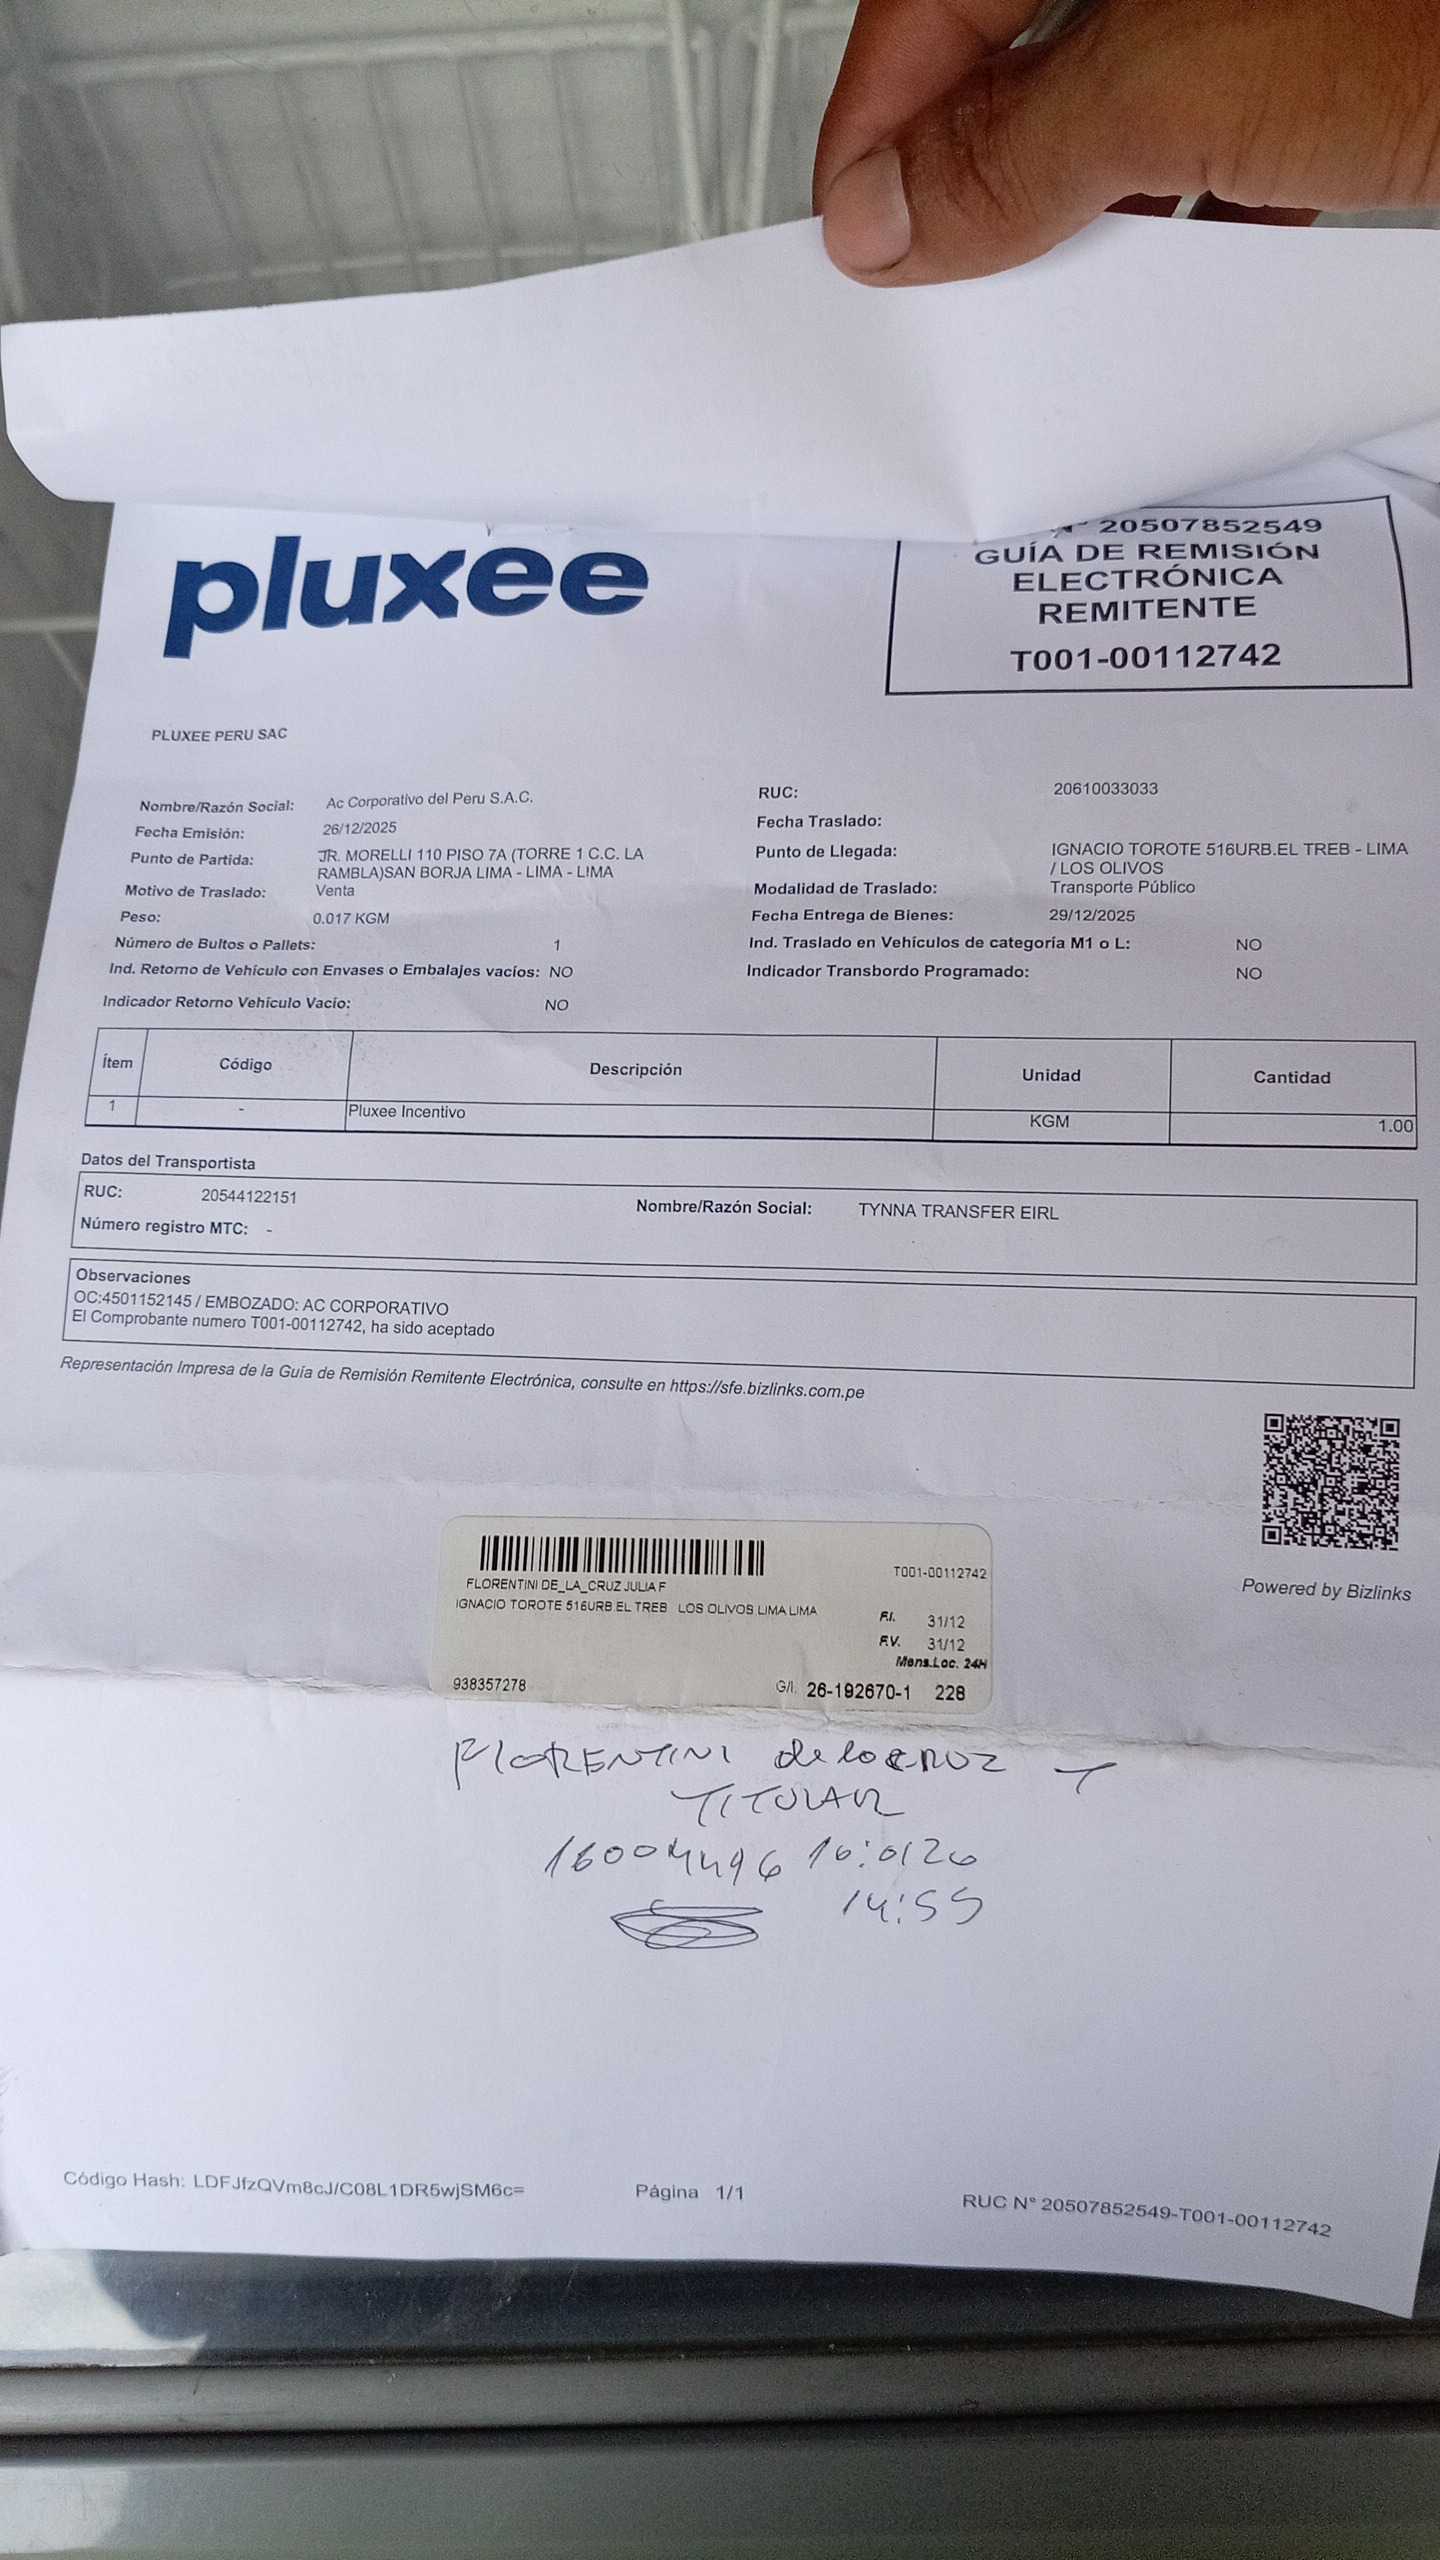 pluxee
N° 20507852549
GUÍA DE REMISIÓN
ELECTRÓNICA
REMITENTE
T001-00112742
PLUXEE PERU SAC
Nombre/Razón Social: Ac Corporativo del Peru S.A.C.
RUC: 20610033033
Fecha Emisión: 26/12/2025
Fecha Traslado:
Punto de Partida: JR. MORELLI 110 PISO 7A (TORRE 1 C.C. LA
RAMBLA)SAN BORJA LIMA - LIMA - LIMA
Punto de Llegada: IGNACIO TOROTE 516URB.EL TREB - LIMA
/ LOS OLIVOS
Motivo de Traslado: Venta
Modalidad de Traslado: Transporte Público
Peso: 0.017 KGM
Fecha Entrega de Bienes: 29/12/2025
Número de Bultos o Pallets: 1
Ind. Traslado en Vehículos de categoría M1 o L: NO
Ind. Retorno de Vehículo con Envases o Embalajes vacíos: NO
Indicador Transbordo Programado: NO
Indicador Retorno Vehículo Vacío: NO
Ítem Código Descripción Unidad Cantidad
1 - Pluxee Incentivo KGM 1.00
Datos del Transportista
RUC: 20544122151 Nombre/Razón Social: TYNNA TRANSFER EIRL
Número registro MTC: -
Observaciones
OC:4501152145 / EMBOZADO: AC CORPORATIVO
El Comprobante numero T001-00112742, ha sido aceptado
Representación Impresa de la Guía de Remisión Remitente Electrónica, consulte en https://sfe.bizlinks.com.pe
Powered by Bizlinks
T001-00112742
FLORENTINI DE_LA_CRUZ JULIA F
IGNACIO TOROTE 516URB.EL TREB LOS OLIVOS LIMA LIMA
F.I. 31/12
F.V. 31/12
Mens.Loc. 24H
938357278 G/I. 26-192670-1 228
FLORENTINI de la CRUZ
TITULAR
16004496
14:55
Código Hash: LDFJfzQVm8cJ/C08L1DR5wjSM6c= Página 1/1 RUC N° 20507852549-T001-00112742